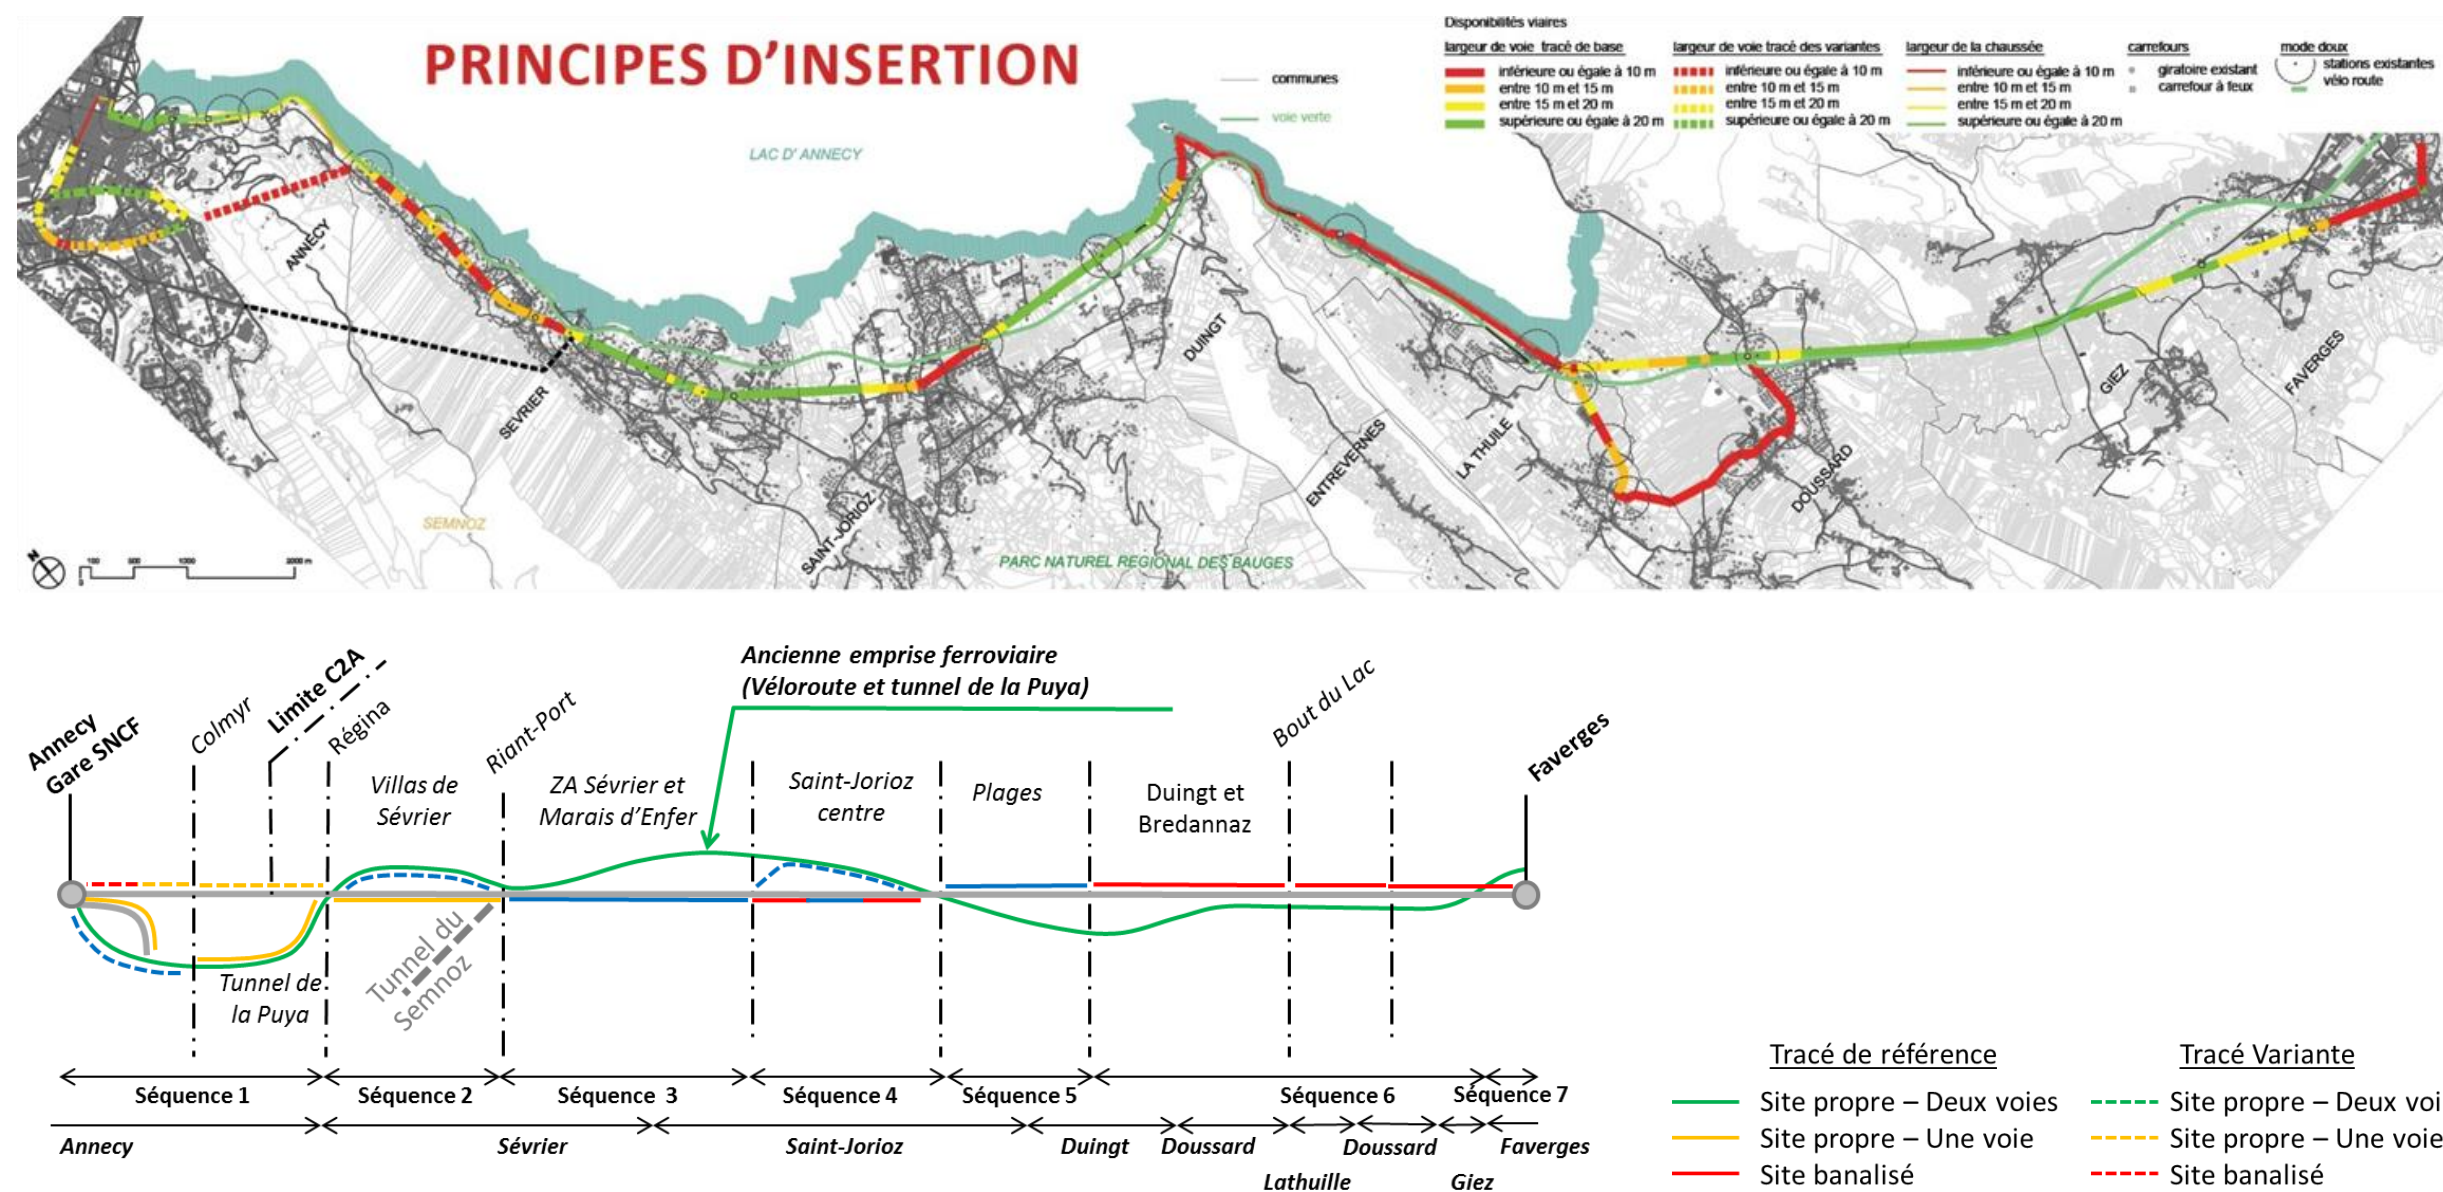 PRINCIPES D'INSERTION
communes
voie verte
Disponibilités viaires
largeur de voie tracé de base
inférieure ou égale à 10 m
entre 10 m et 15 m
entre 15 m et 20 m
supérieure ou égale à 20 m
largeur de voie tracé des variantes
inférieure ou égale à 10 m
entre 10 m et 15 m
entre 15 m et 20 m
supérieure ou égale à 20 m
largeur de la chaussée
inférieure ou égale à 10 m
entre 10 m et 15 m
entre 15 m et 20 m
supérieure ou égale à 20 m
carrefours
giratoire existant
carrefour à feux
mode doux
stations existantes
vélo route
LAC D' ANNECY
ANNECY
SEVRIER
SEMNOZ
SAINT-JORIOZ
PARC NATUREL REGIONAL DES BAUGES
DUINGT
ENTREVERNES
LA THUILE
DOUSSARD
GIEZ
FAVERGES
N
0 100 500 1000 2000 m
Ancienne emprise ferroviaire
(Véloroute et tunnel de la Puya)
Annecy
Gare SNCF
Colmyr
Limite C2A
Régina
Riant-Port
Bout du Lac
Faverges
Villas de
Sévrier
ZA Sévrier et
Marais d'Enfer
Saint-Jorioz
centre
Plages
Duingt et
Bredannaz
Tunnel de
la Puya
Tunnel du
Semnoz
Séquence 1
Séquence 2
Séquence 3
Séquence 4
Séquence 5
Séquence 6
Séquence 7
Annecy
Sévrier
Saint-Jorioz
Duingt
Doussard
Lathuille
Doussard
Giez
Faverges
Tracé de référence
Site propre – Deux voies
Site propre – Une voie
Site banalisé
Tracé Variante
Site propre – Deux voi
Site propre – Une voie
Site banalisé